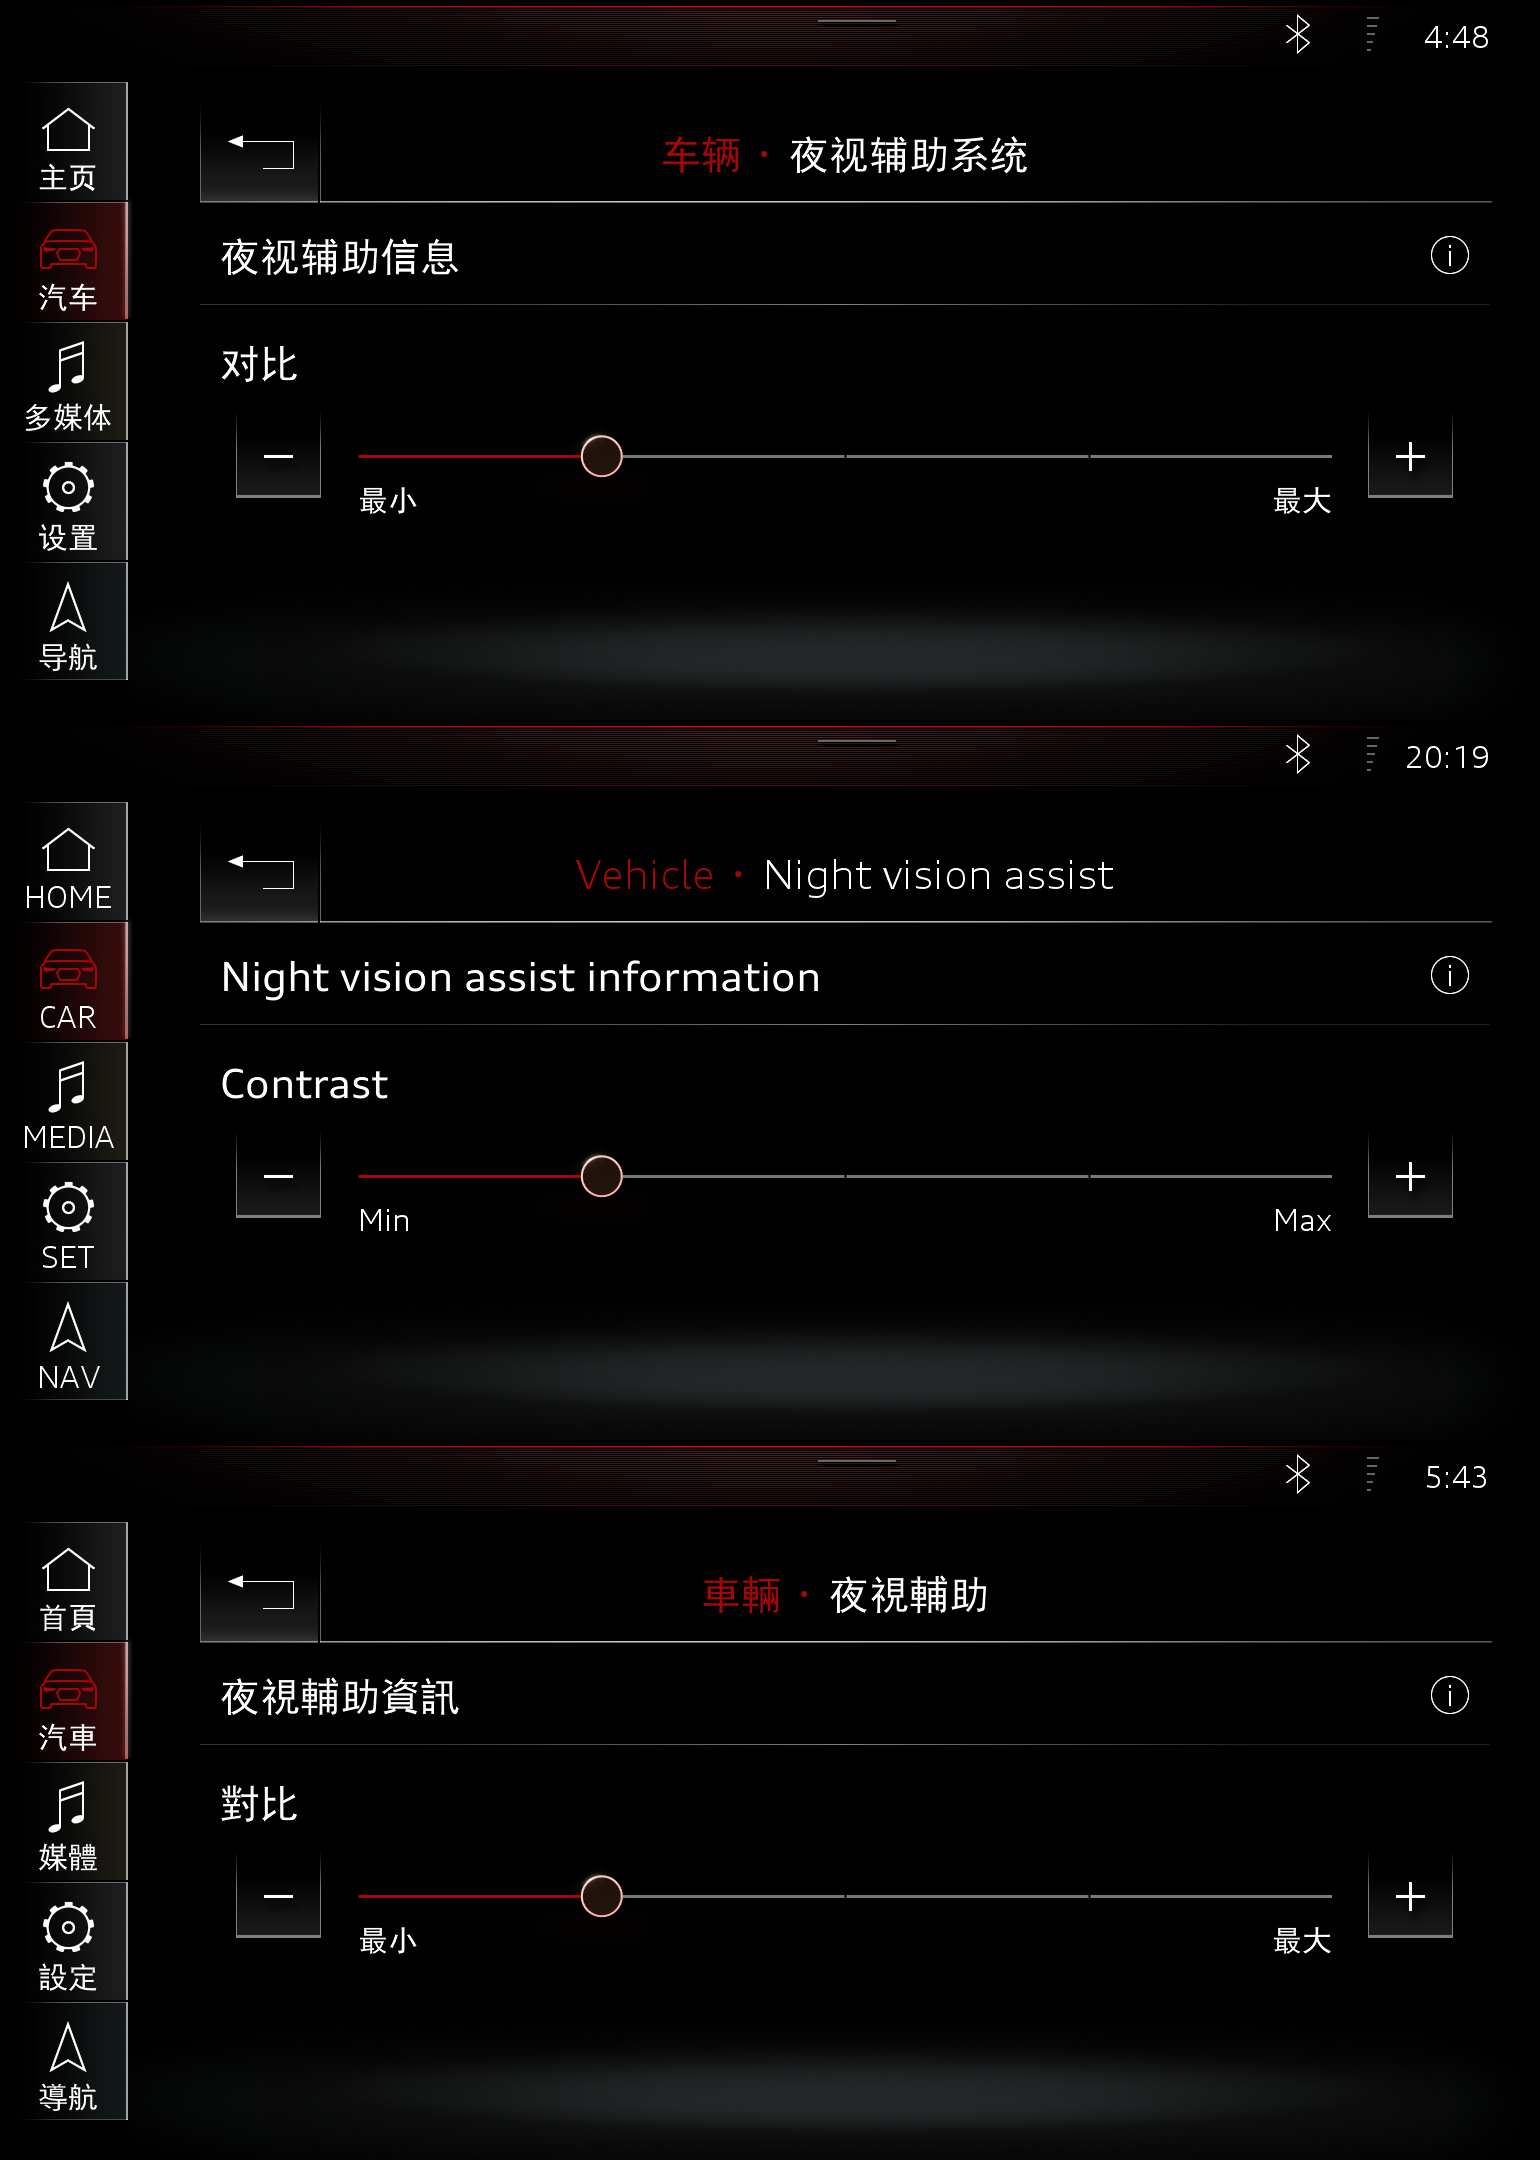 4:48
主页
车辆 · 夜视辅助系统
夜视辅助信息
汽车
对比
多媒体
最小
最大
设置
导航
20:19
HOME
Vehicle · Night vision assist
Night vision assist information
CAR
Contrast
MEDIA
Min
Max
SET
NAV
5:43
首頁
車輛 · 夜視輔助
夜視輔助資訊
汽車
對比
媒體
最小
最大
設定
導航